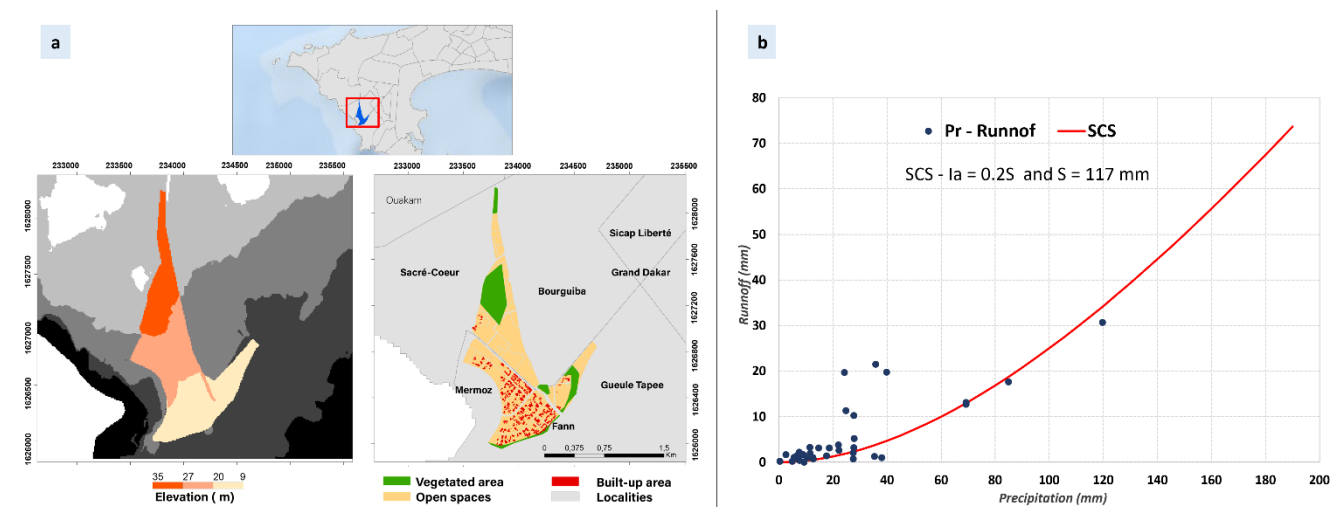 a
233000 233500 234000 234500 235000 235500
233000 233500 234000 234500 235000 235500
1628000
1627500
1627000
1626500
1626000
35 27 20 9
Elevation ( m)
Ouakam
Sicap Liberté
Sacré-Coeur
Grand Dakar
Bourguiba
Mermoz
Gueule Tapee
Fann
0 0,375 0,75 1,5
Km
1628000
1627600
1627200
1626800
1626400
1626000
Vegetated area
Built-up area
Open spaces
Localities
b
Pr - Runnof
SCS
SCS - Ia = 0.2S and S = 117 mm
Runnoff (mm)
80
70
60
50
40
30
20
10
0
0 20 40 60 80 100 120 140 160 180 200
Precipitation (mm)